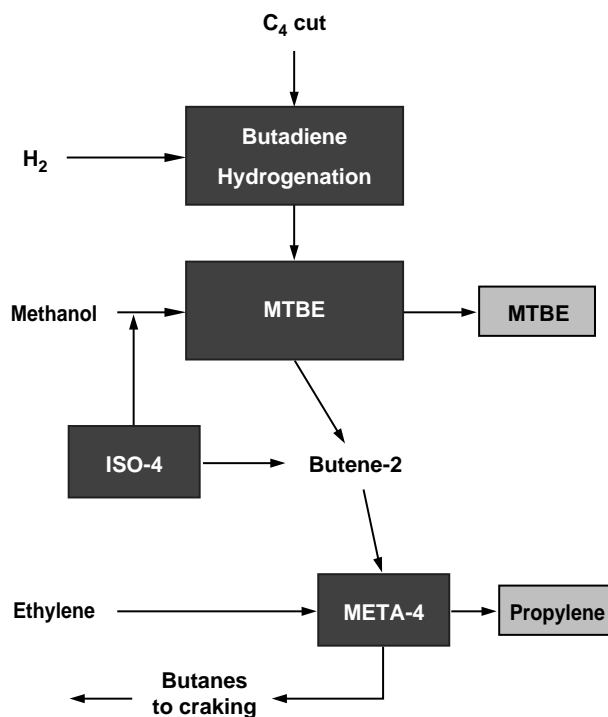 C₄ cut
Butadiene
Hydrogenation
H₂
Methanol
MTBE
MTBE
ISO-4
Butene-2
Ethylene
META-4
Propylene
Butanes
to craking